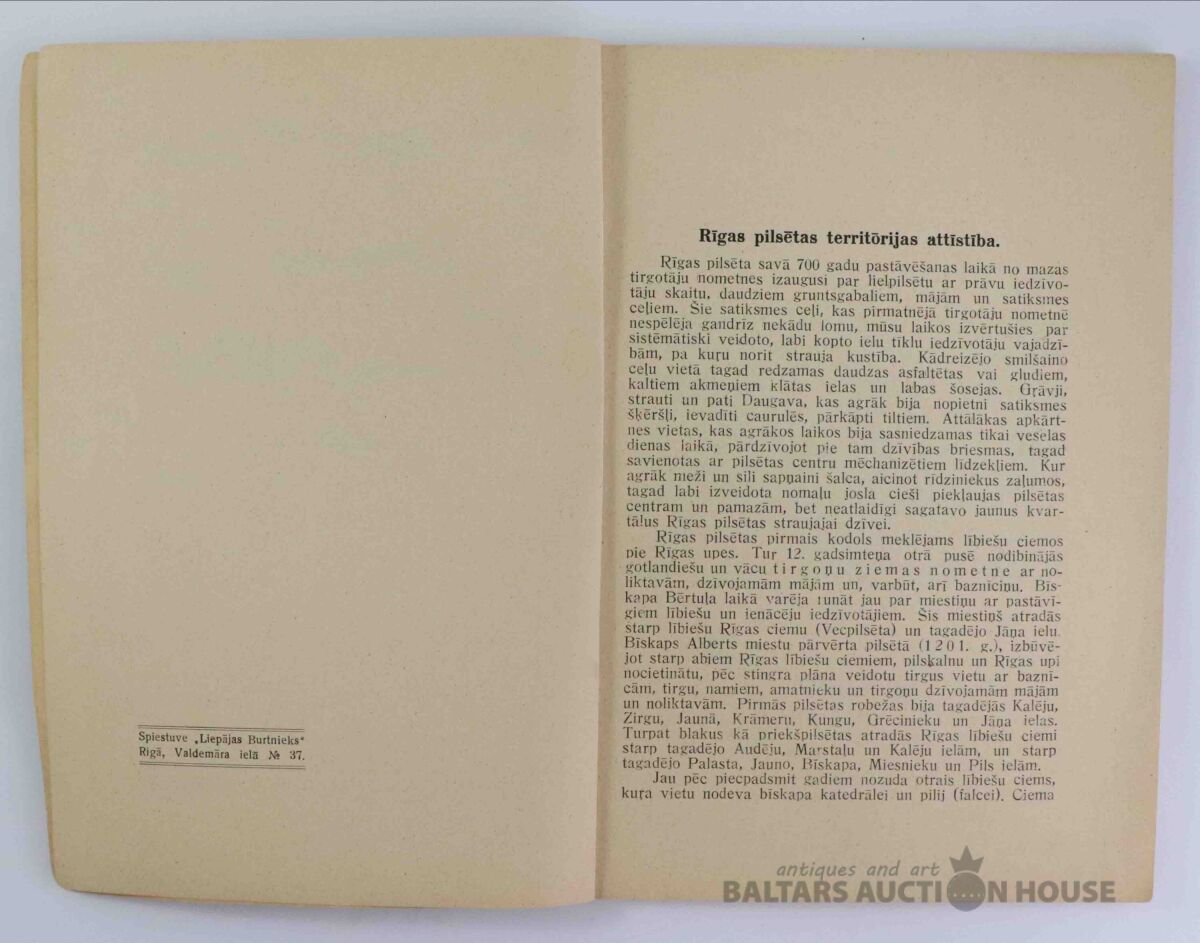 Spiestuve „Liepājas Burtnieks“
Rīgā, Valdemāra ielā № 37.
Rīgas pilsētas territōrijas attīstība.
Rīgas pilsēta savā 700 gadu pastāvēšanas laikā no mazas
tirgotāju nometnes izaugusi par lielpilsētu ar prāvu iedzīvo-
tāju skaitu, daudziem gruntsgabaliem, mājām un satiksmes
ceļiem. Šie satiksmes ceļi, kas pirmatnējā tirgotāju nometnē
nespēlēja gandrīz nekādu lomu, mūsu laikos izvērtušies par
sistēmātiski veidoto, labi kopto ielu tīklu iedzīvotāju vajadzī-
bām, pa kuŗu norit strauja kustība. Kādreizējo smilšaino
ceļu vietā tagad redzamas daudzas asfaltētas vai gludiem,
kaltiem akmeņiem klātas ielas un labas šosejas. Grāvji,
strauti un pati Daugava, kas agrāk bija nopietni satiksmes
šķēršļi, ievadīti caurulēs, pārkāpti tiltiem. Attālākas apkārt-
nes vietas, kas agrākos laikos bija sasniedzamas tikai veselas
dienas laikā, pārdzīvojot pie tam dzīvības briesmas, tagad
savienotas ar pilsētas centru mēchanizētiem līdzekļiem. Kur
agrāk meži un sili sapņaini šalca, aicinot rīdziniekus zaļumos,
tagad labi izveidota nomaļu josla cieši piekļaujas pilsētas
centram un pamazām, bet neatlaidīgi sagatavo jaunus kvar-
tālus Rīgas pilsētas straujajai dzīvei.
Rīgas pilsētas pirmais kodols meklējams lībiešu ciemos
pie Rīgas upes. Tur 12. gadsimteņa otrā pusē nodibinājās
gotlandiešu un vācu tirgoņu ziemas nometne ar no-
liktavām, dzīvojamām mājām un, varbūt, arī baznīciņu. Bīs-
kapa Bērtuļa laikā varēja runāt jau par miestiņu ar pastāvī-
giem lībiešu un ienācēju iedzīvotājiem. Šis miestiņš atradās
starp lībiešu Rīgas ciemu (Vecpilsēta) un tagadējo Jāņa ielu.
Bīskaps Alberts miestu pārvērta pilsētā (1201. g.), izbūvē-
jot starp abiem Rīgas lībiešu ciemiem, pilskalnu un Rīgas upi
nocietinātu, pēc stingra plāna veidotu tirgus vietu ar baznī-
cām, tirgu, namiem, amatnieku un tirgoņu dzīvojamām mājām
un noliktavām. Pirmās pilsētas robežas bija tagadējās Kalēju,
Zirgu, Jaunā, Krāmeru, Kungu, Grēcinieku un Jāņa ielas.
Turpat blakus kā priekšpilsētas atradās Rīgas lībiešu ciemi
starp tagadējo Audēju, Marstaļu un Kalēju ielām, un starp
tagadējo Palasta, Jauno, Bīskapa, Miesnieku un Pils ielām.
Jau pēc piecpadsmit gadiem nozuda otrais lībiešu ciems,
kuŗa vietu nodeva bīskapa katedrālei un pilij (falcei). Ciema
antiques and art
BALTARS AUCTION HOUSE